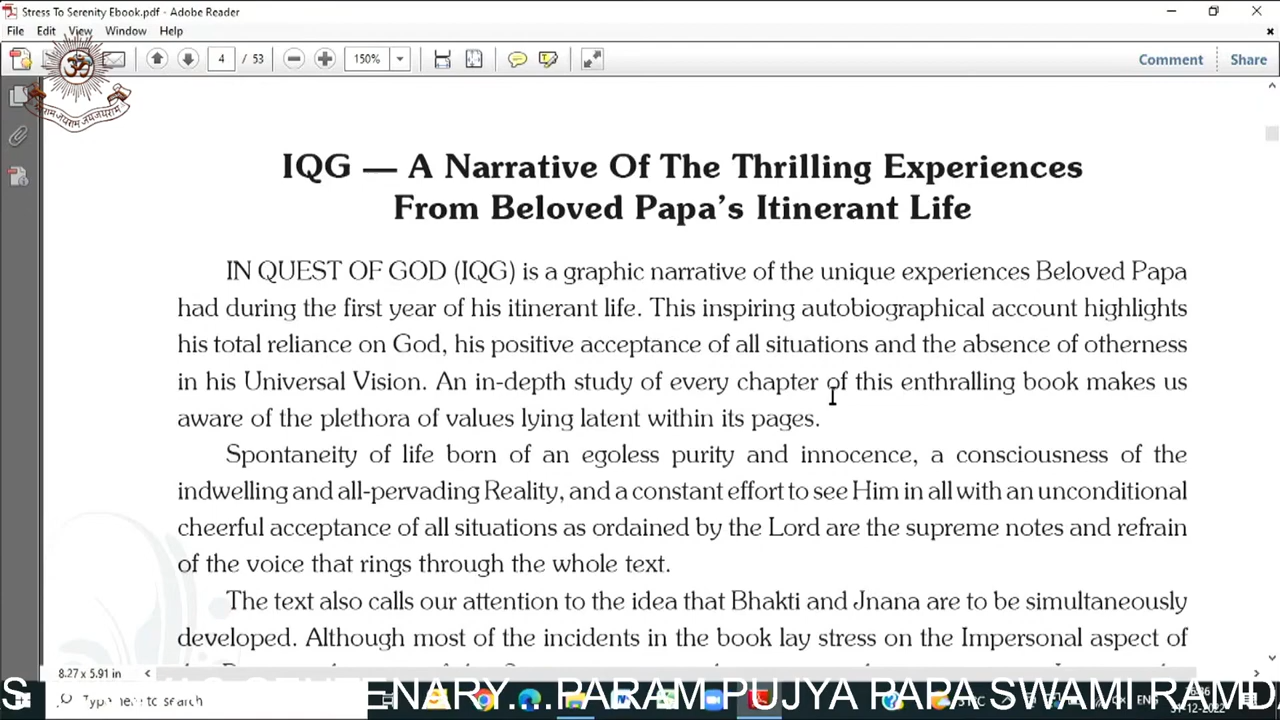 Stress To Serenity Ebook.pdf - Adobe Reader
File Edit View Window Help
4 / 53 150% Comment Share
IQG — A Narrative Of The Thrilling Experiences
From Beloved Papa's Itinerant Life
IN QUEST OF GOD (IQG) is a graphic narrative of the unique experiences Beloved Papa
had during the first year of his itinerant life. This inspiring autobiographical account highlights
his total reliance on God, his positive acceptance of all situations and the absence of otherness
in his Universal Vision. An in-depth study of every chapter of this enthralling book makes us
aware of the plethora of values lying latent within its pages.
Spontaneity of life born of an egoless purity and innocence, a consciousness of the
indwelling and all-pervading Reality, and a constant effort to see Him in all with an unconditional
cheerful acceptance of all situations as ordained by the Lord are the supreme notes and refrain
of the voice that rings through the whole text.
The text also calls our attention to the idea that Bhakti and Jnana are to be simultaneously
developed. Although most of the incidents in the book lay stress on the Impersonal aspect of
8.27 x 5.91 in
CENTENARY.... PARAM PUJYA PAPA SWAMI RAMD
Type here to search
ENG
31-12-2022